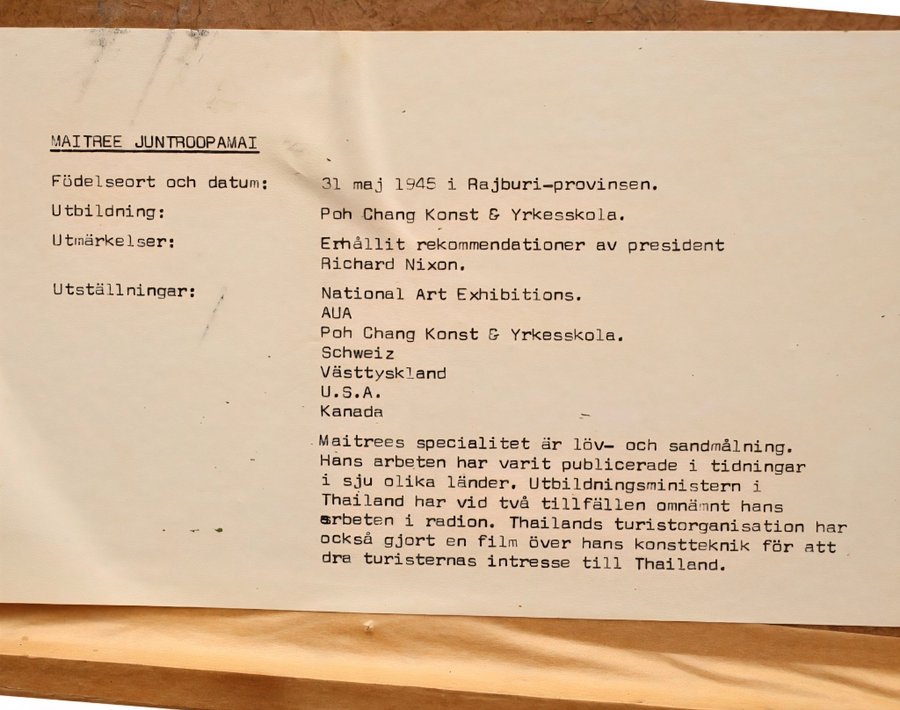 MAITREE JUNTROOPAMAI
Födelseort och datum: 31 maj 1945 i Rajburi-provinsen.
Utbildning: Poh Chang Konst & Yrkesskola.
Utmärkelser: Erhållit rekommendationer av president
Richard Nixon.
Utställningar: National Art Exhibitions.
AUA
Poh Chang Konst & Yrkesskola.
Schweiz
Västtyskland
U.S.A.
Kanada
Maitrees specialitet är löv- och sandmålning.
Hans arbeten har varit publicerade i tidningar
i sju olika länder. Utbildningsministern i
Thailand har vid två tillfällen omnämnt hans
arbeten i radion. Thailands turistorganisation har
också gjort en film över hans konstteknik för att
dra turisternas intresse till Thailand.